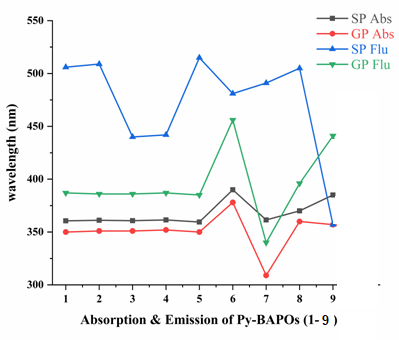 550
500
450
400
350
300
wavelength (nm)
SP Abs
GP Abs
SP Flu
GP Flu
1 2 3 4 5 6 7 8 9
Absorption & Emission of Py-BAPOs (1-9)